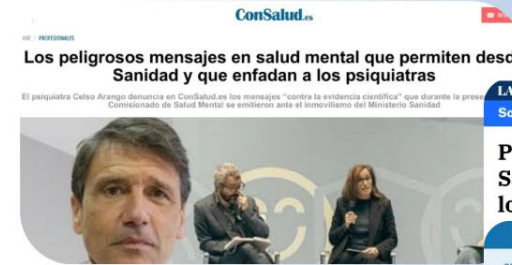 ConSalud.es
PROFESIONALES
Los peligrosos mensajes en salud mental que permiten desd
Sanidad y que enfadan a los psiquiatras
El psiquiatra Celso Arango denuncia en ConSalud.es los mensajes "contra la evidencia científica" que durante la prese
Comisionado de Salud Mental se emitieron ante el inmovilismo del Ministerio Sanidad
LA
So
P
S
lo